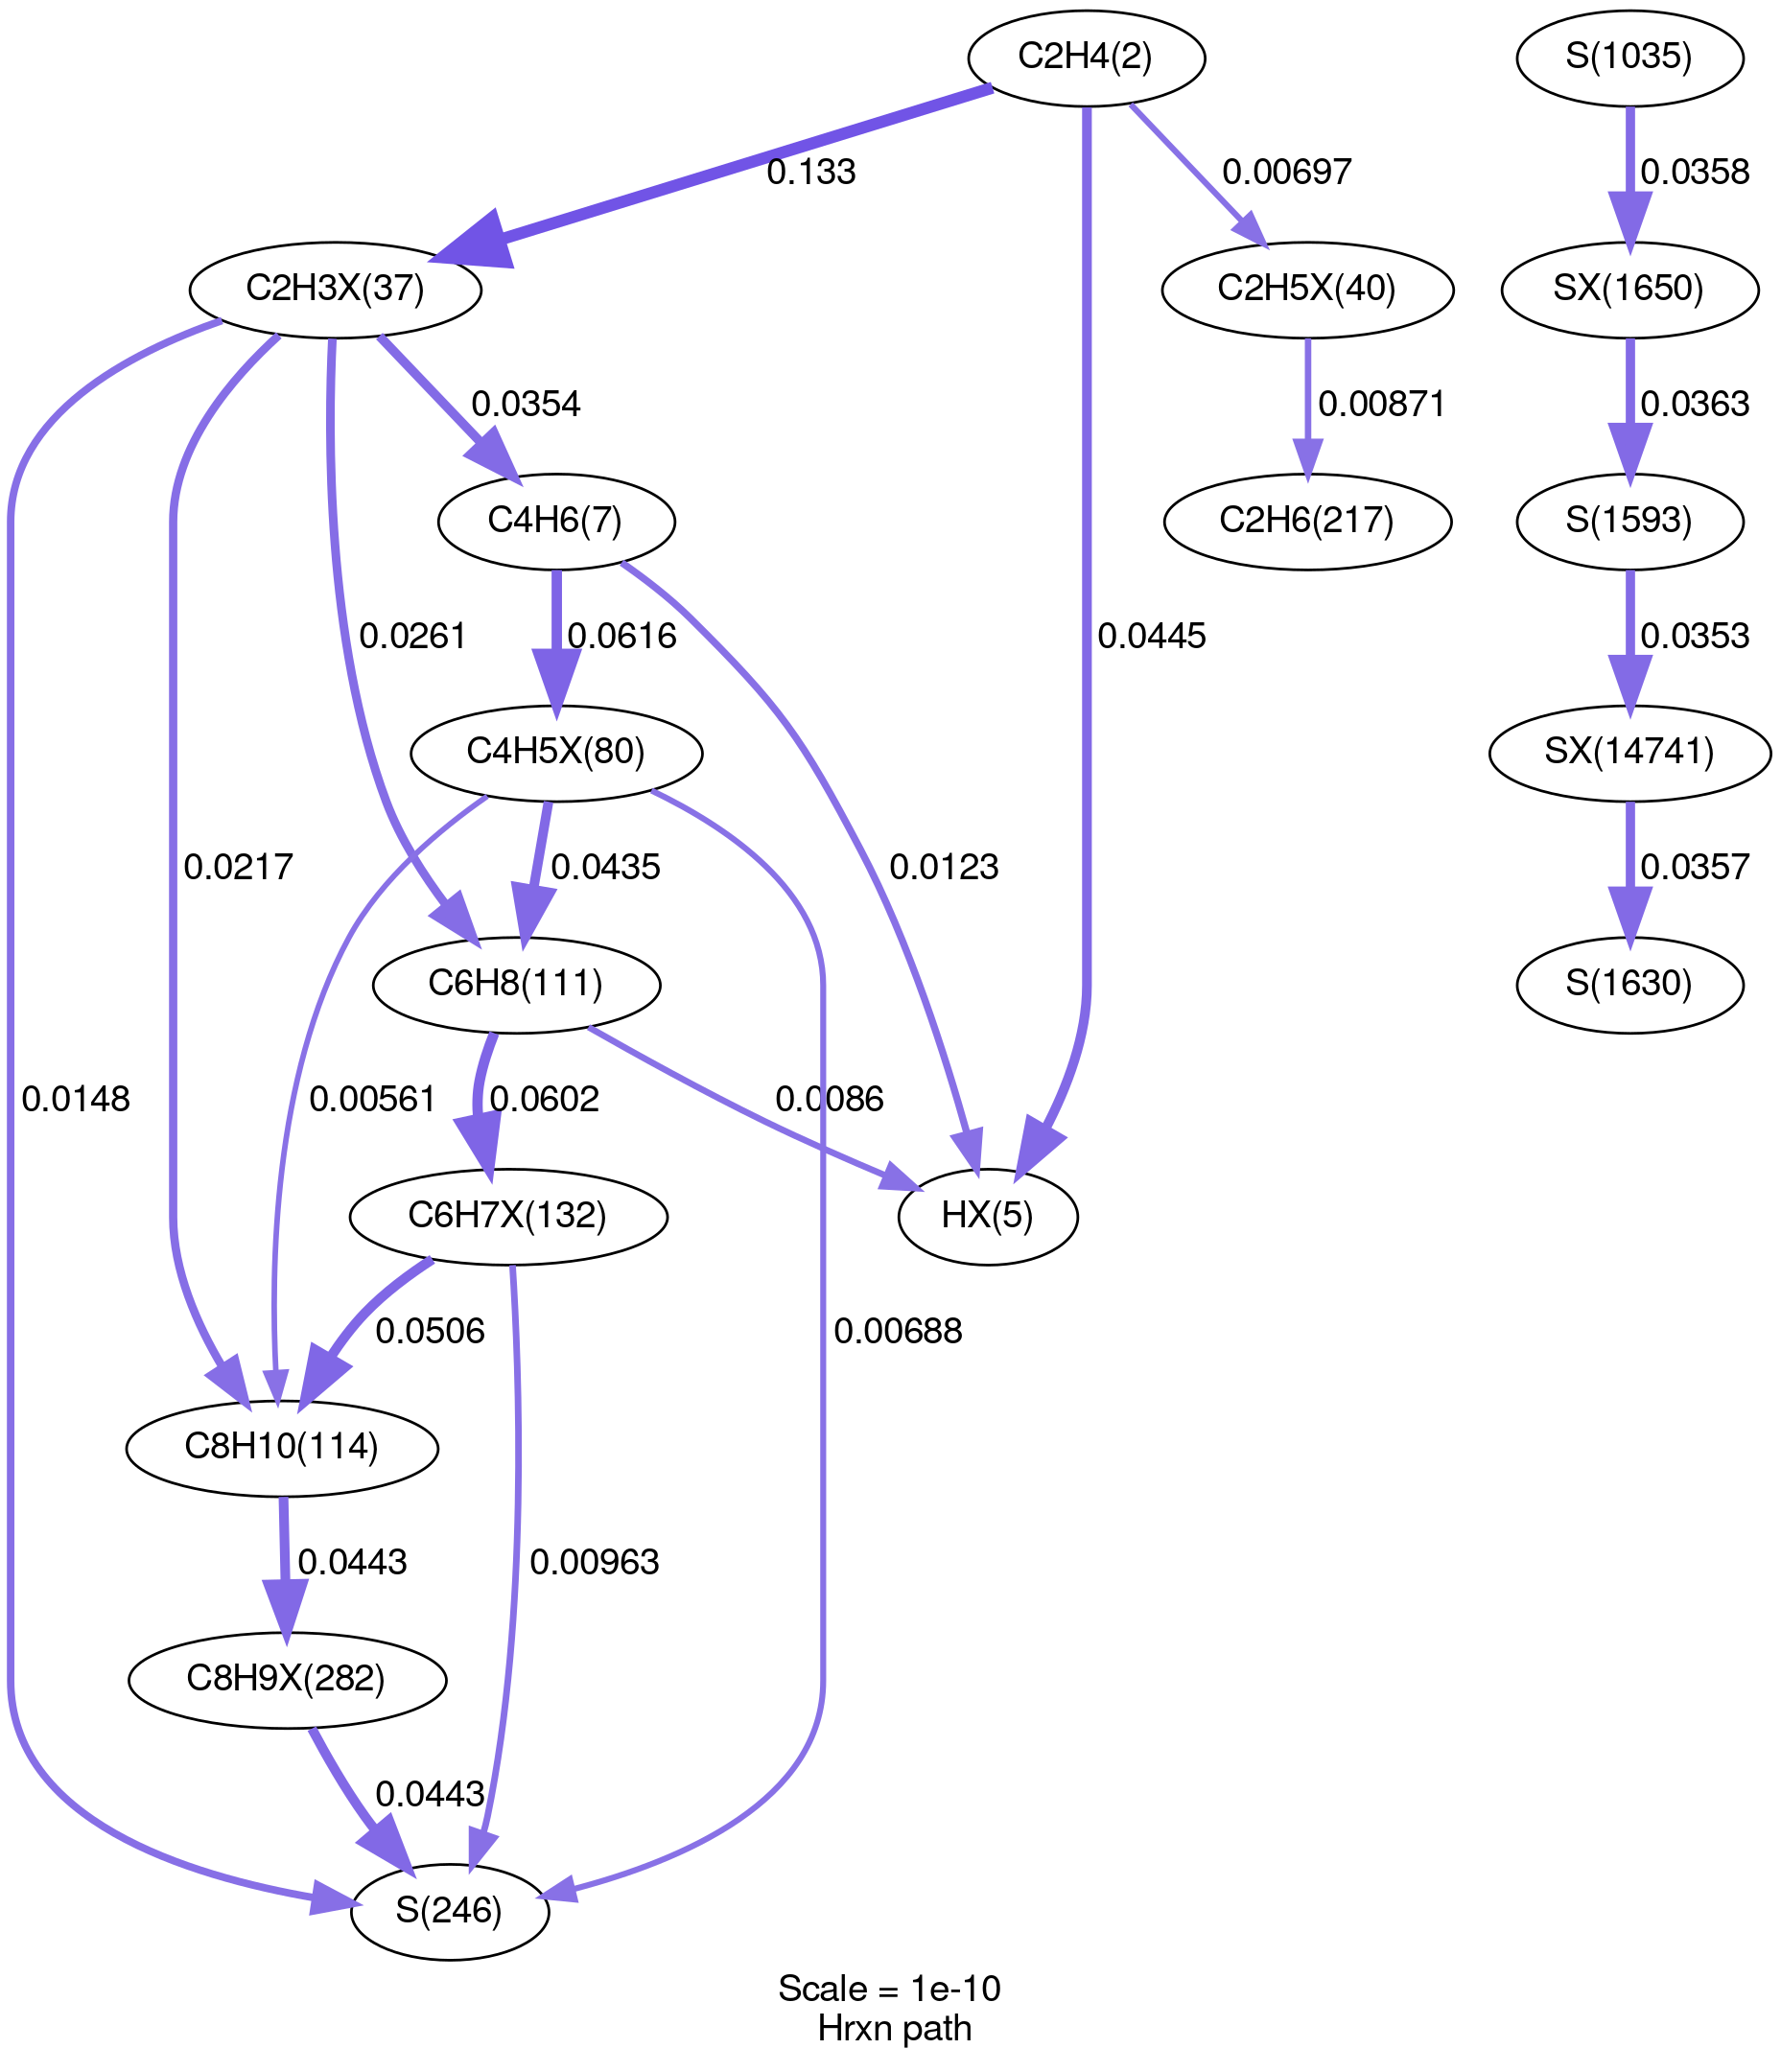 C2H4(2)
S(1035)
0.133
0.00697
0.0358
C2H3X(37)
C2H5X(40)
SX(1650)
0.0354
0.00871
0.0363
C4H6(7)
C2H6(217)
S(1593)
0.0261
0.0616
0.0445
0.0353
C4H5X(80)
SX(14741)
0.0217
0.0435
0.0123
0.0357
C6H8(111)
S(1630)
0.0148
0.00561
0.0602
0.0086
C6H7X(132)
HX(5)
0.0506
0.00688
C8H10(114)
0.0443
0.00963
C8H9X(282)
0.0443
S(246)
Scale = 1e-10
Hrxn path